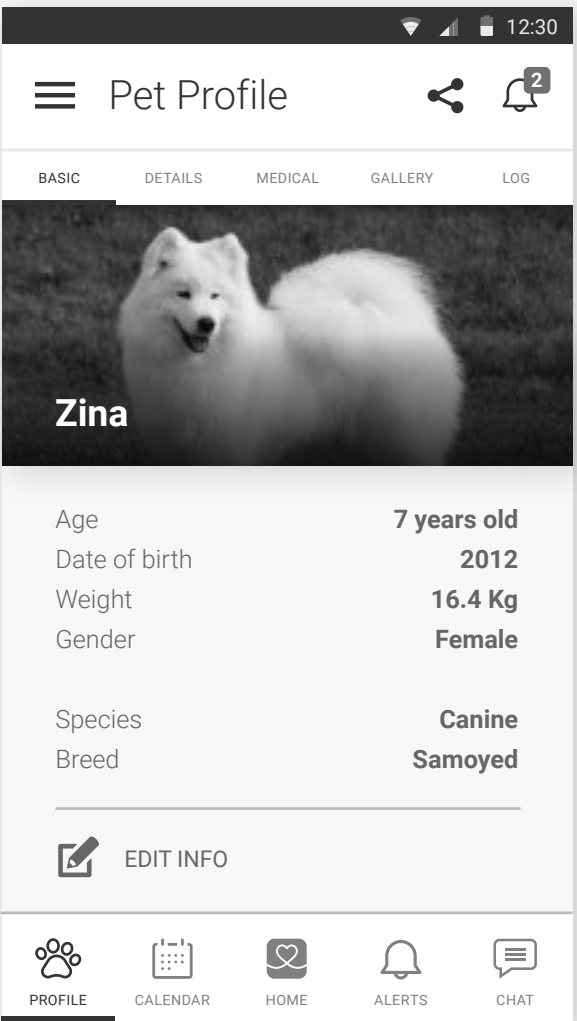 12:30
Pet Profile
2
BASIC DETAILS MEDICAL GALLERY LOG
Zina
Age 7 years old
Date of birth 2012
Weight 16.4 Kg
Gender Female
Species Canine
Breed Samoyed
EDIT INFO
PROFILE CALENDAR HOME ALERTS CHAT